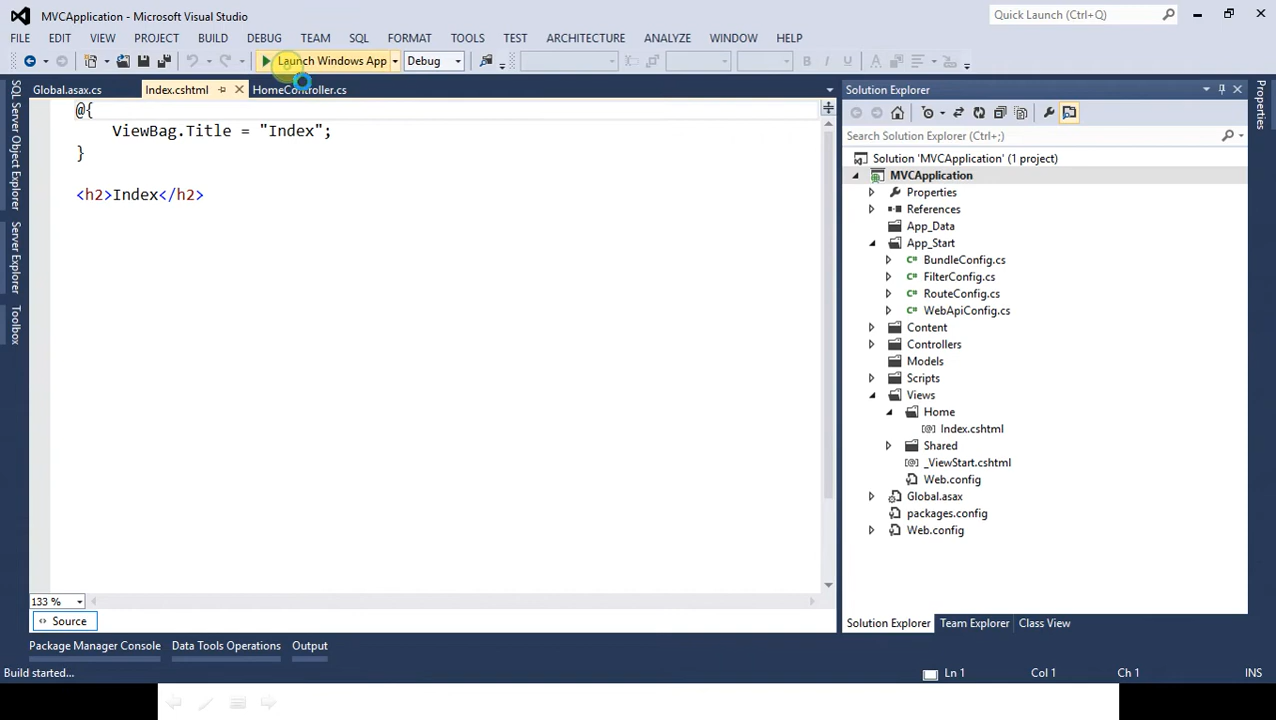 MVCApplication - Microsoft Visual Studio
Quick Launch (Ctrl+Q)
FILE EDIT VIEW PROJECT BUILD DEBUG TEAM SQL FORMAT TOOLS TEST ARCHITECTURE ANALYZE WINDOW HELP
Launch Windows App Debug
Global.asax.cs Index.cshtml HomeController.cs
@{
ViewBag.Title = "Index";
}
<h2>Index</h2>
SQL Server Object Explorer
Server Explorer
Toolbox
133 %
Source
Solution Explorer
Search Solution Explorer (Ctrl+;)
Solution 'MVCApplication' (1 project)
MVCApplication
Properties
References
App_Data
App_Start
C# BundleConfig.cs
C# FilterConfig.cs
C# RouteConfig.cs
C# WebApiConfig.cs
Content
Controllers
Models
Scripts
Views
Home
[@] Index.cshtml
Shared
[@] _ViewStart.cshtml
Web.config
Global.asax
packages.config
Web.config
Solution Explorer Team Explorer Class View
Properties
Package Manager Console Data Tools Operations Output
Build started... Ln 1 Col 1 Ch 1 INS